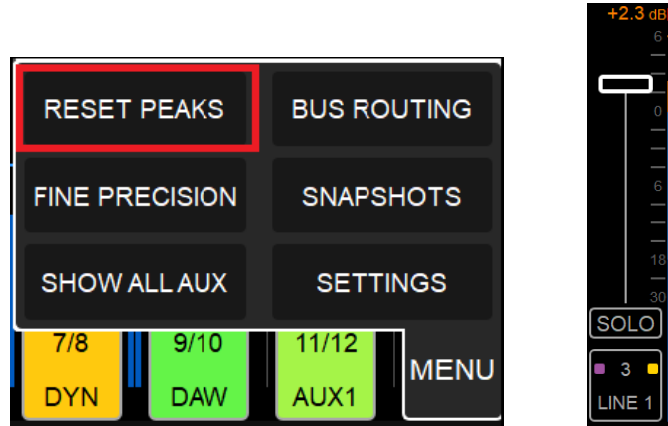 RESET PEAKS
BUS ROUTING
FINE PRECISION
SNAPSHOTS
SHOW ALL AUX
SETTINGS
7/8
9/10
11/12
MENU
DYN
DAW
AUX1
+2.3 dB
6
0
6
18
30
SOLO
3
LINE 1